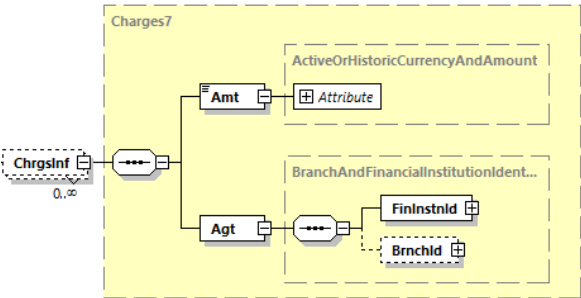 Charges7
ActiveOrHistoricCurrencyAndAmount
Amt
Attribute
ChrgsInf
0..∞
BranchAndFinancialInstitutionIdent...
FinInstnId
Agt
BrnchId